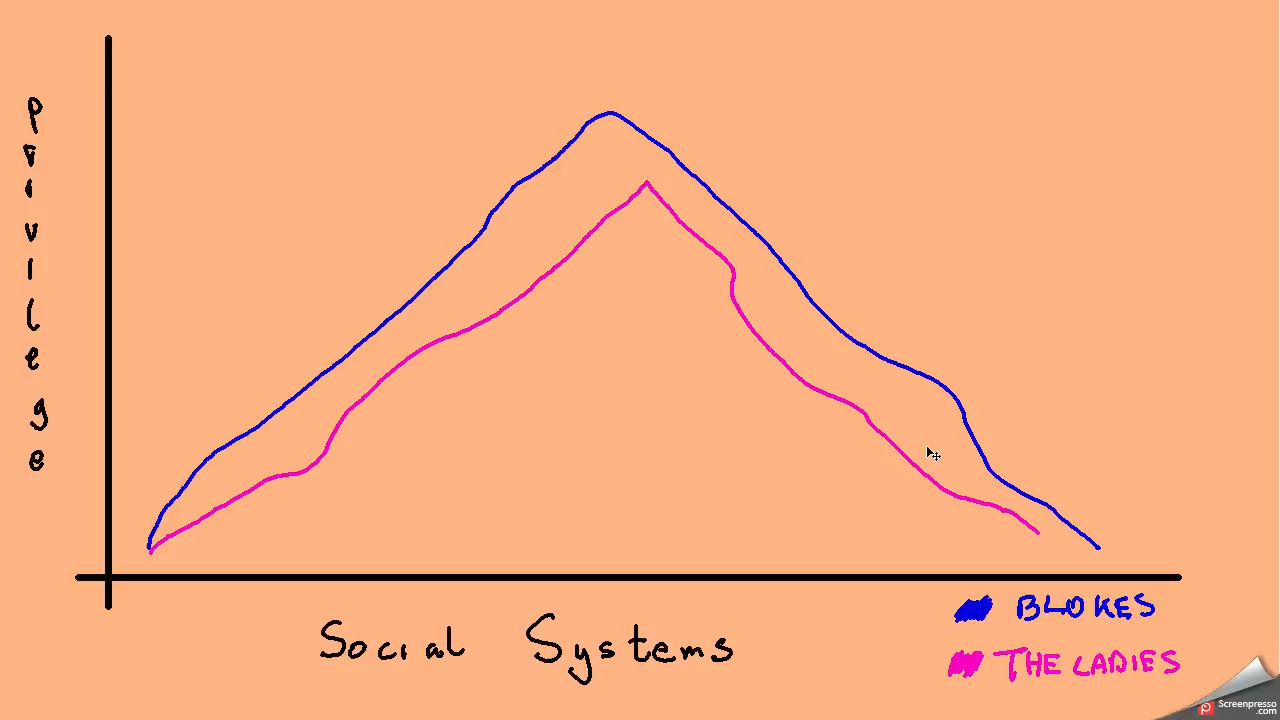 Privilege
Social Systems
BLOKES
THE LADIES
Screenpresso
.com